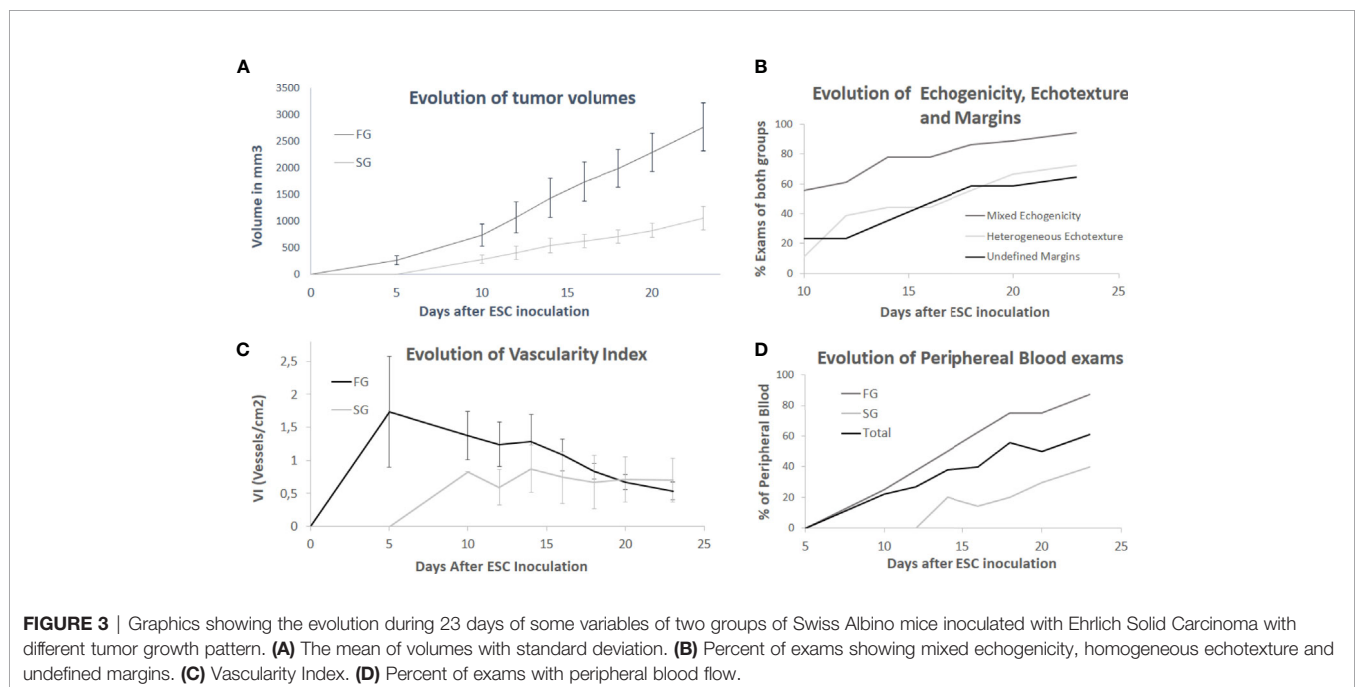 A
Evolution of tumor volumes
3500
3000
2500
2000
1500
1000
500
0
Volume in mm3
FG
SG
0 5 10 15 20
Days after ESC inoculation
B
Evolution of Echogenicity, Echotexture
and Margins
100
80
60
40
20
0
% Exams of both groups
Mixed Echogenicity
Heterogeneous Echotexture
Undefined Margins
10 15 20 25
Days after ESC inoculation
C
Evolution of Vascularity Index
2,5
2
1,5
1
0,5
0
VI (Vessels/cm2)
FG
SG
0 5 10 15 20 25
Days After ESC Inoculation
D
Evolution of Periphereal Blood exams
100
80
60
40
20
0
% of Peripheral Bllod
FG
SG
Total
5 10 15 20 25
Days after ESC inoculation
FIGURE 3 | Graphics showing the evolution during 23 days of some variables of two groups of Swiss Albino mice inoculated with Ehrlich Solid Carcinoma with
different tumor growth pattern. (A) The mean of volumes with standard deviation. (B) Percent of exams showing mixed echogenicity, homogeneous echotexture and
undefined margins. (C) Vascularity Index. (D) Percent of exams with peripheral blood flow.